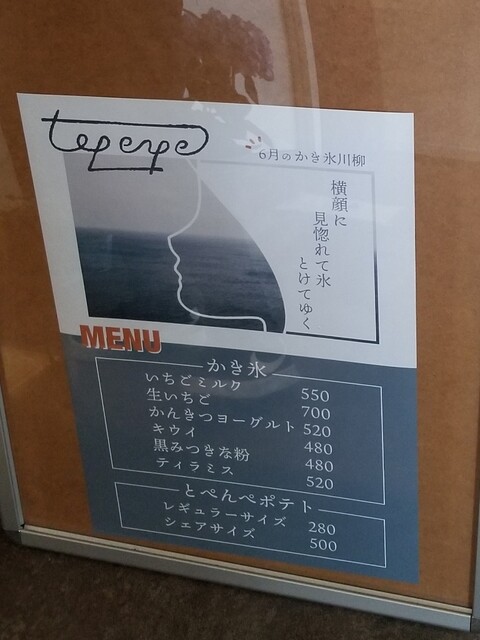 tepenpe
6月のかき氷川柳
横顔に
見惚れて氷
とけてゆく
MENU
かき氷
いちごミルク 550
生いちご 700
かんきつヨーグルト 520
キウイ 480
黒みつきな粉 480
ティラミス 520
とぺんぺポテト
レギュラーサイズ 280
シェアサイズ 500